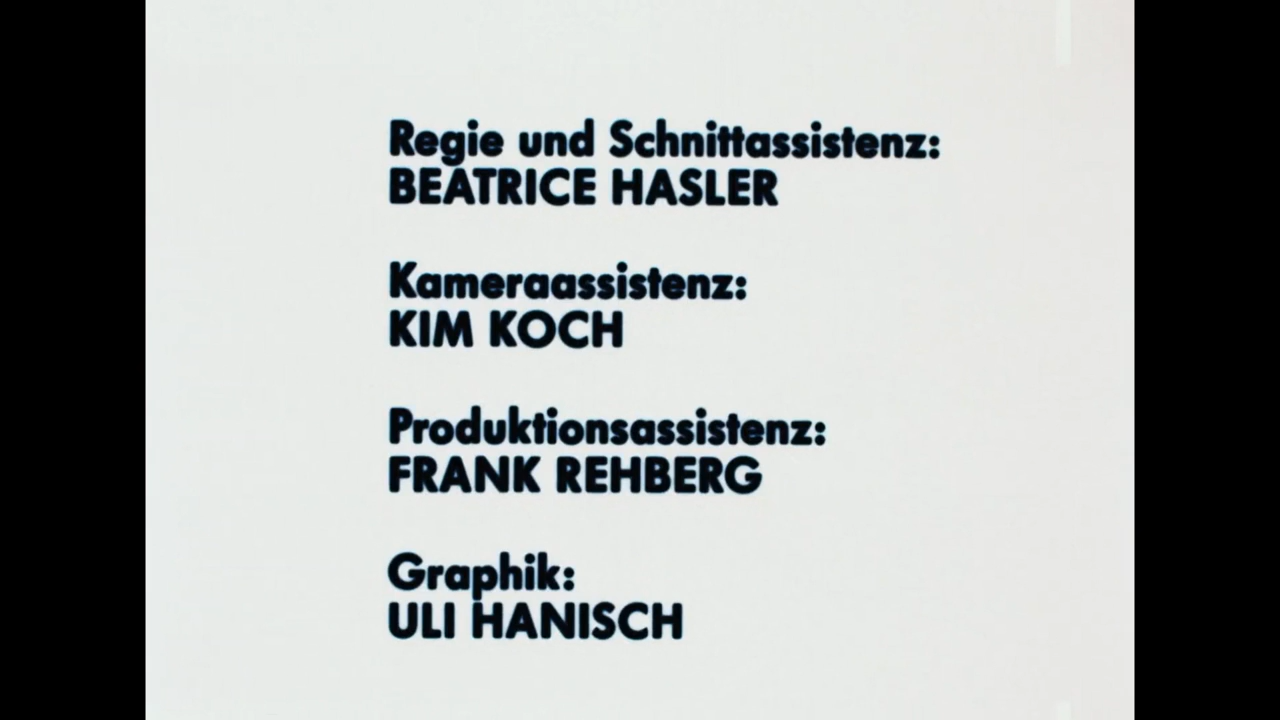 Regie und Schnittassistenz:
BEATRICE HASLER
Kameraassistenz:
KIM KOCH
Produktionsassistenz:
FRANK REHBERG
Graphik:
ULI HANISCH